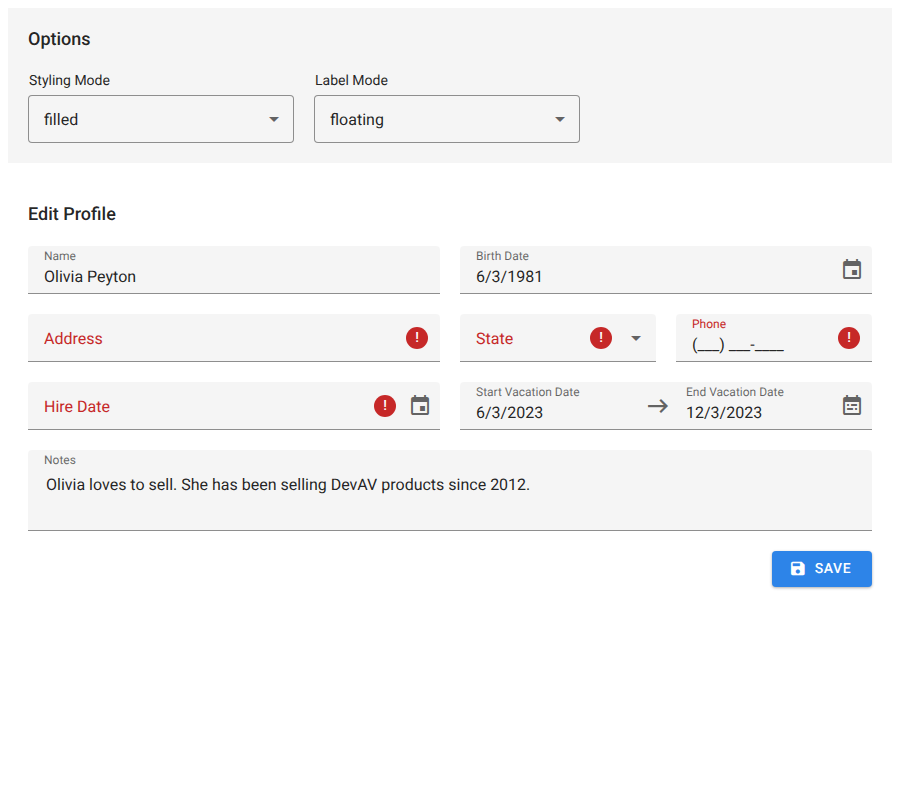 Options
Styling Mode Label Mode
filled floating
Edit Profile
Name Birth Date
Olivia Peyton 6/3/1981
Address ! State ! Phone !
(___) ___-____
Hire Date ! Start Vacation Date End Vacation Date
6/3/2023 → 12/3/2023
Notes
Olivia loves to sell. She has been selling DevAV products since 2012.
SAVE